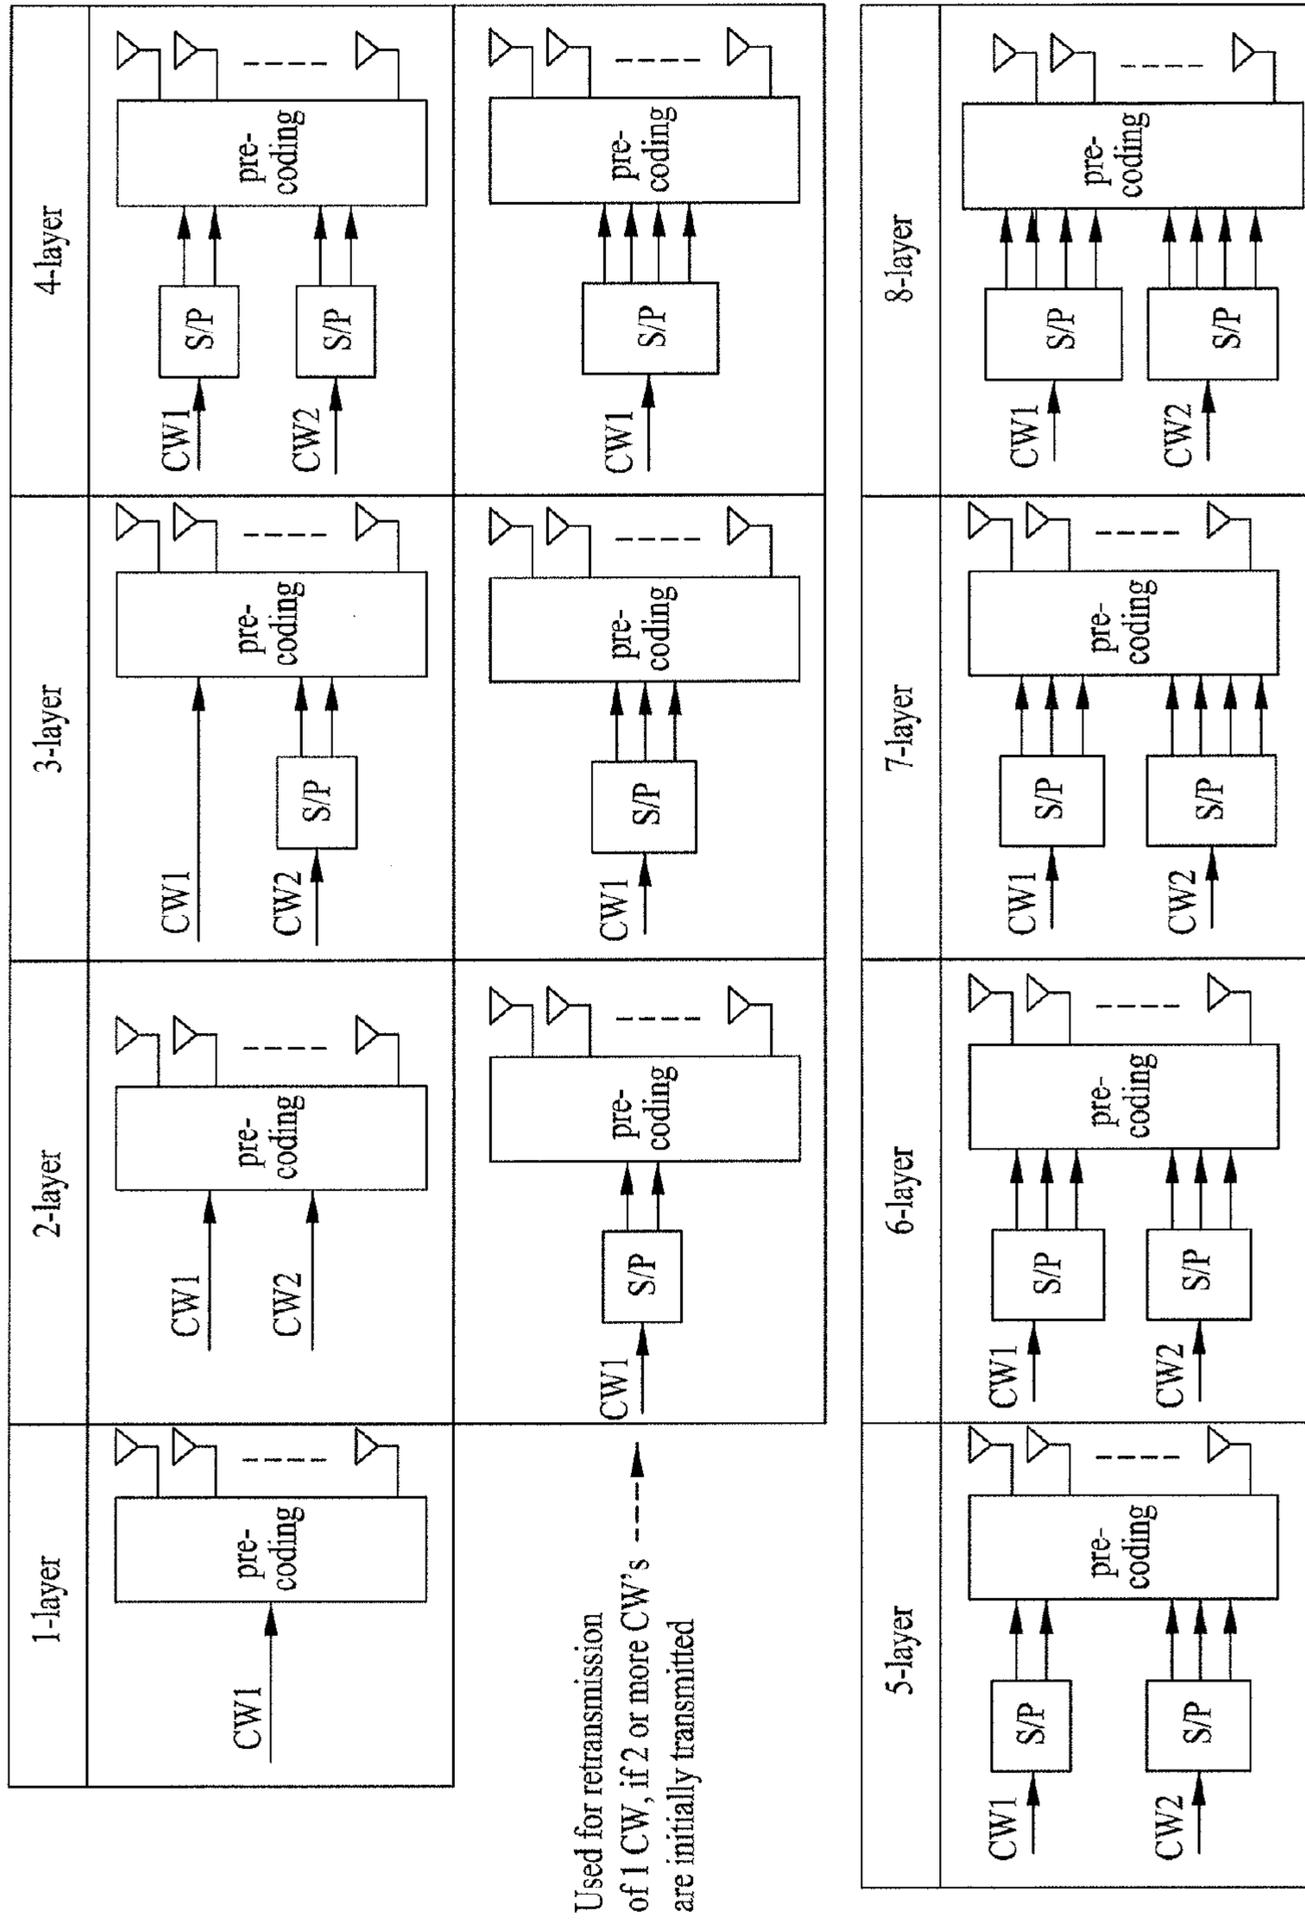 1-layer
2-layer
3-layer
4-layer
CW1
pre-
coding
CW1
CW2
pre-
coding
CW1
CW2
S/P
pre-
coding
CW1
CW2
S/P
S/P
pre-
coding
Used for retransmission
of 1 CW, if 2 or more CW's
are initially transmitted
CW1
S/P
pre-
coding
CW1
S/P
pre-
coding
CW1
S/P
pre-
coding
5-layer
6-layer
7-layer
8-layer
CW1
CW2
S/P
S/P
pre-
coding
CW1
CW2
S/P
S/P
pre-
coding
CW1
CW2
S/P
S/P
pre-
coding
CW1
CW2
S/P
S/P
pre-
coding